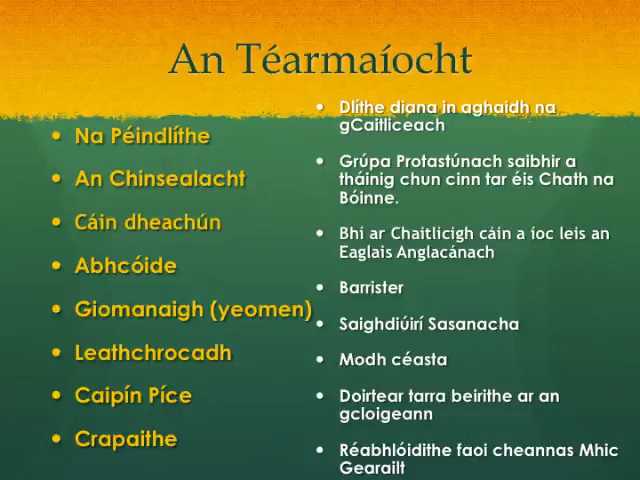 An Téarmaíocht
Na Péindlíthe
An Chinsealacht
Cáin dheachún
Abhcóide
Giomanaigh (yeomen)
Leathchrocadh
Caipín Píce
Crapaithe
Dlíthe diana in aghaidh na
gCaitliceach
Grúpa Protastúnach saibhir a
tháinig chun cinn tar éis Chath na
Bóinne.
Bhí ar Chaitlicigh cáin a íoc leis an
Eaglais Anglacánach
Barrister
Saighdiúirí Sasanacha
Modh céasta
Doirtear tarra beirithe ar an
gcloigeann
Réabhlóidithe faoi cheannas Mhic
Gearailt